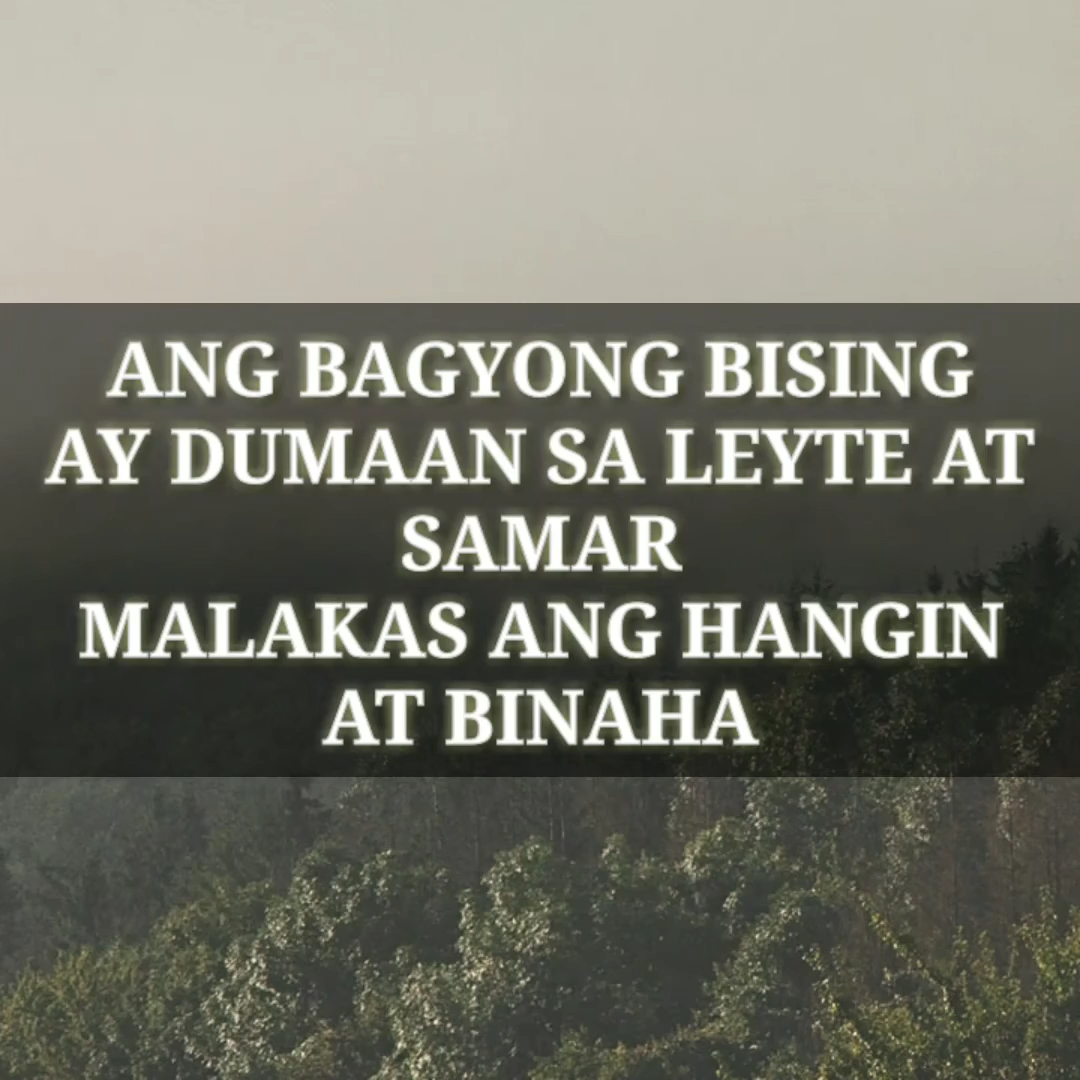 ANG BAGYONG BISING
AY DUMAAN SA LEYTE AT
SAMAR
MALAKAS ANG HANGIN
AT BINAHA